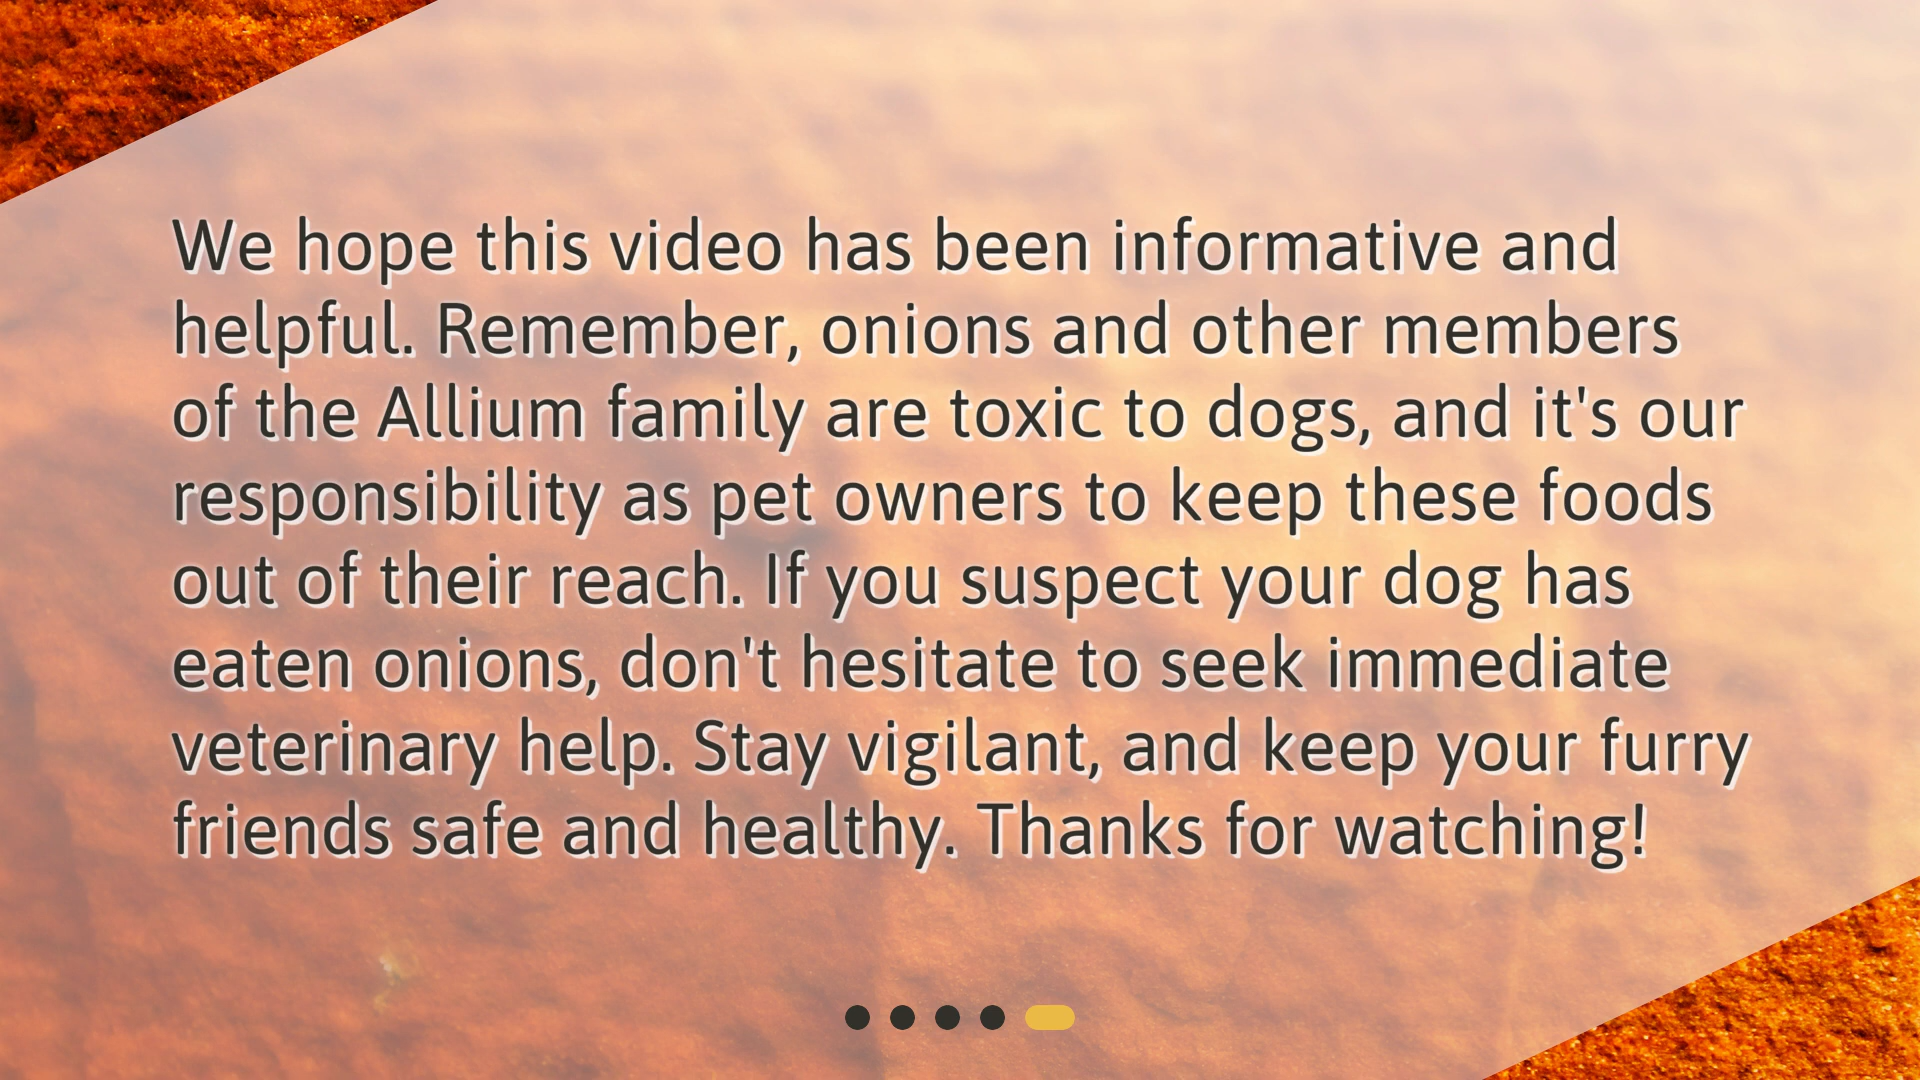 We hope this video has been informative and
helpful. Remember, onions and other members
of the Allium family are toxic to dogs, and it's our
responsibility as pet owners to keep these foods
out of their reach. If you suspect your dog has
eaten onions, don't hesitate to seek immediate
veterinary help. Stay vigilant, and keep your furry
friends safe and healthy. Thanks for watching!